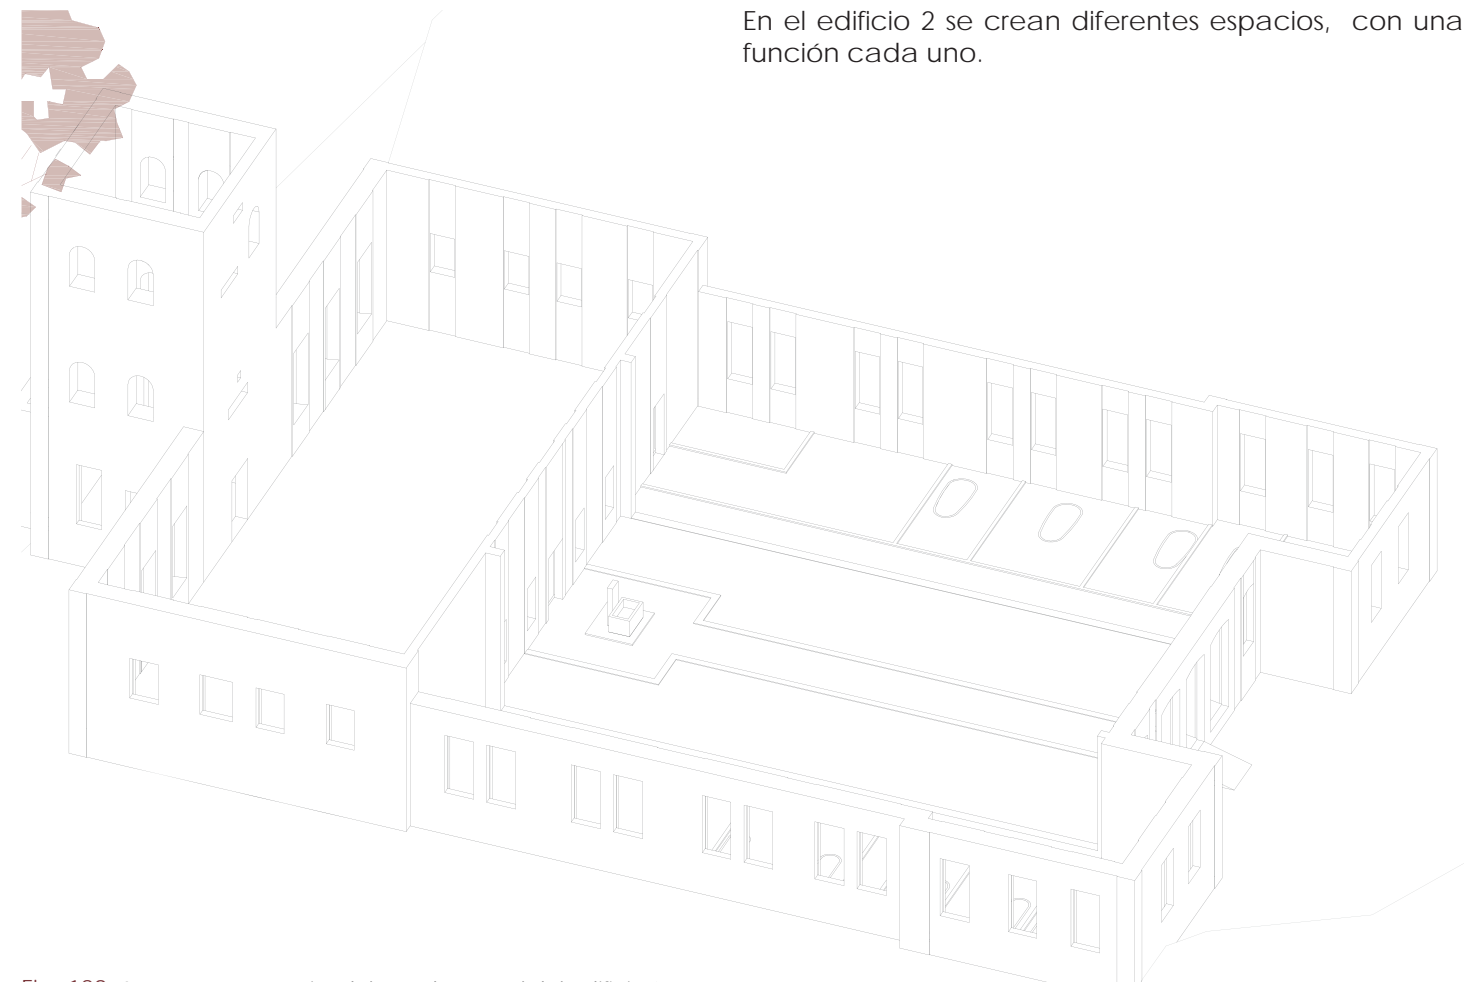 En el edificio 2 se crean diferentes espacios, con una
función cada uno.